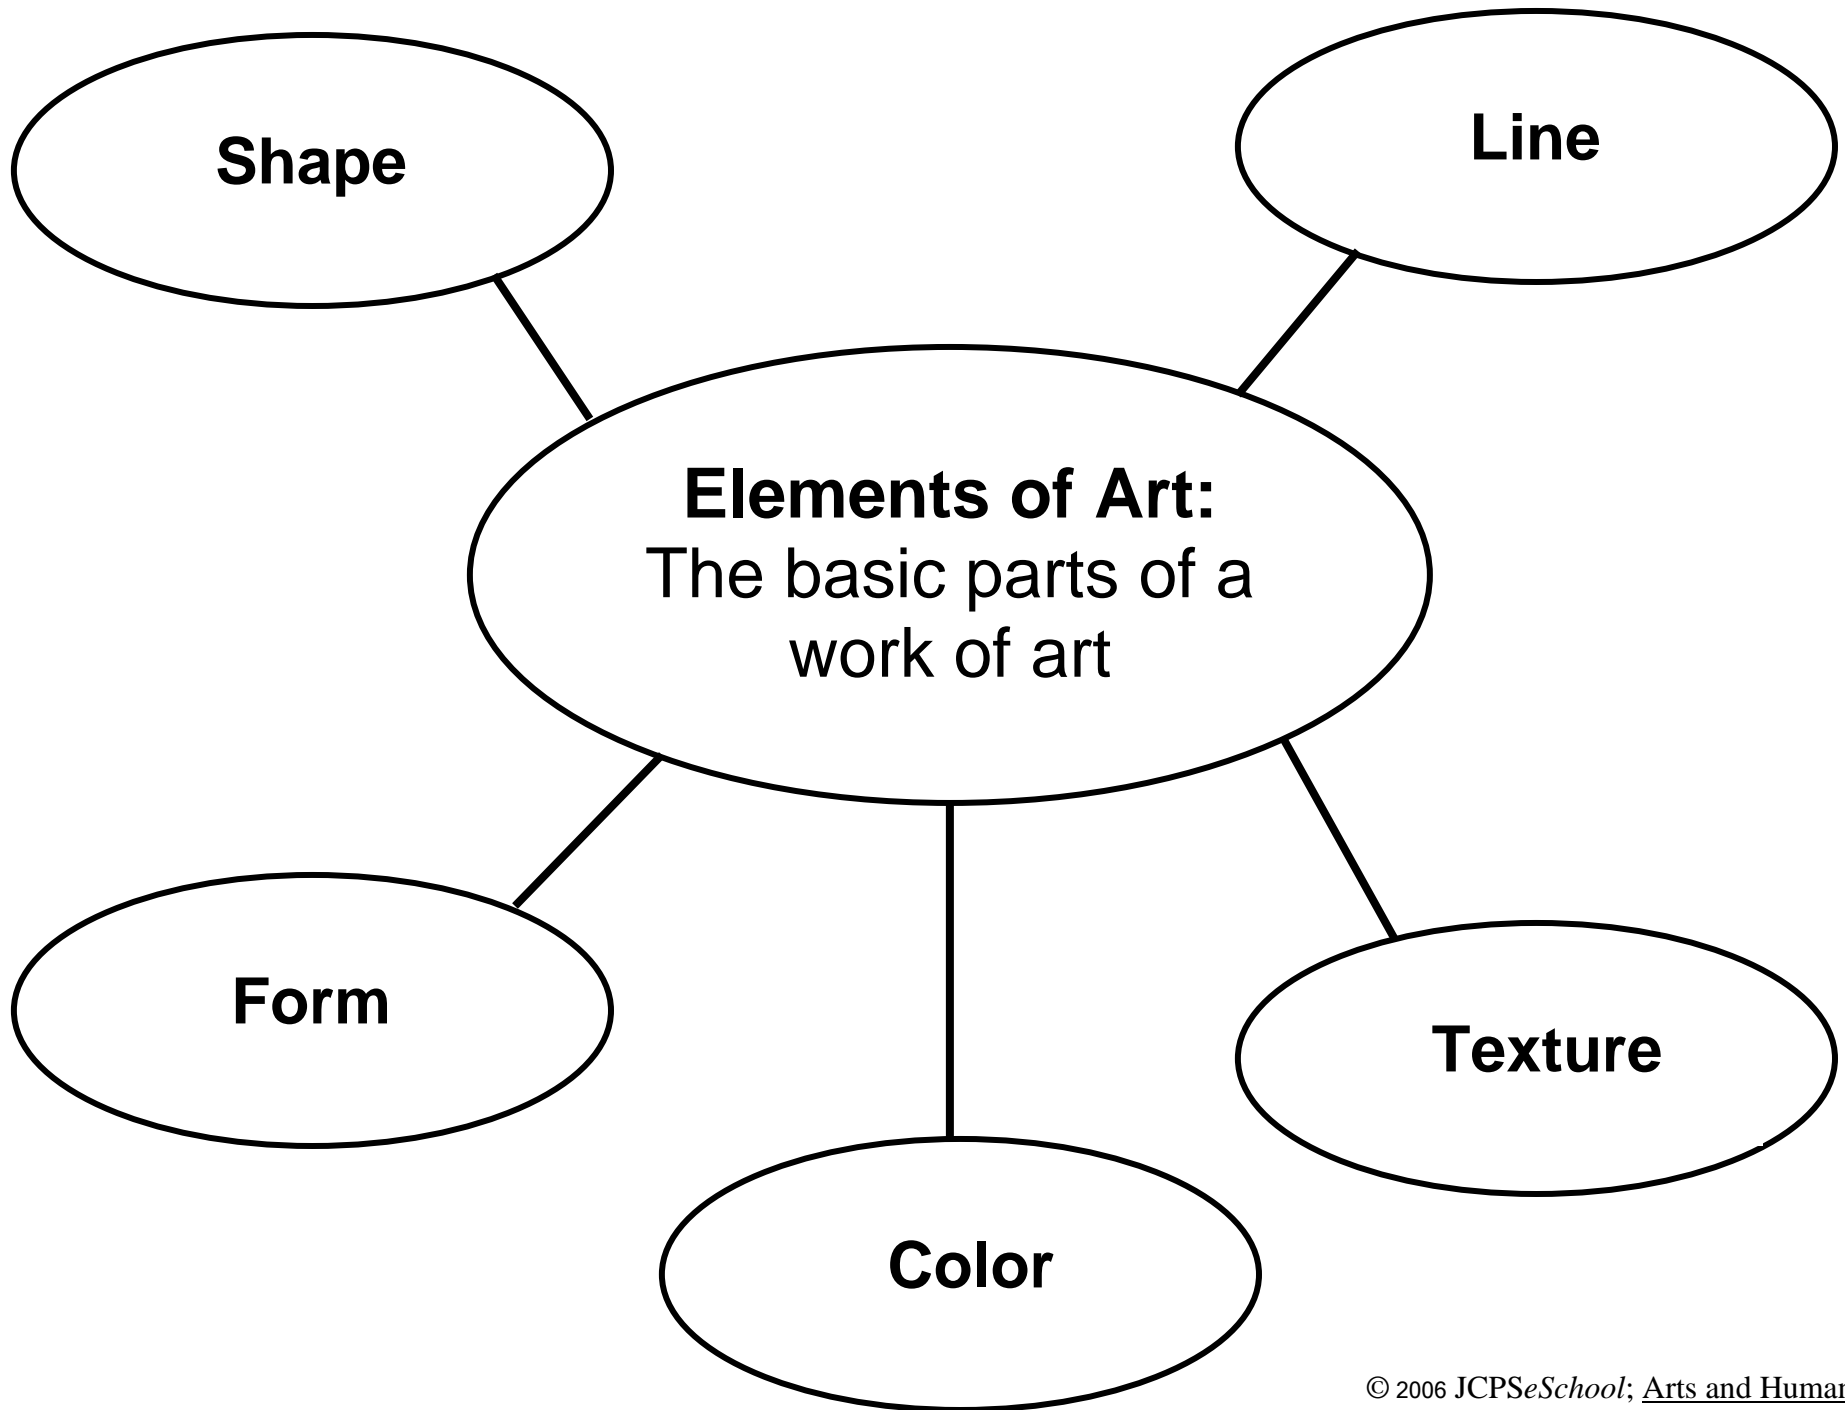 Shape
Line
Elements of Art:
The basic parts of a
work of art
Form
Texture
Color
© 2006 JCPSeSchool; Arts and